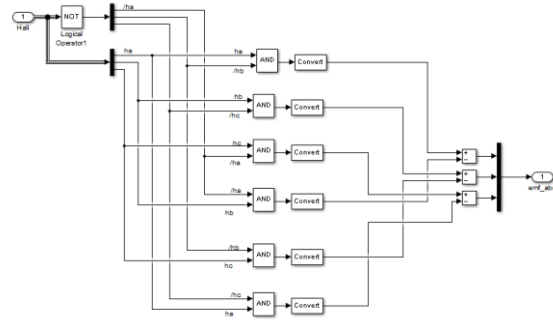 1
Hall
NOT
Logical
Operator1
/ha
ha
ha
/hb
AND
Convert
hb
/hc
AND
Convert
hc
/ha
AND
Convert
/ha
hb
AND
Convert
/hb
hc
AND
Convert
/hc
ha
AND
Convert
+
−
+
−
+
−
1
emf_abc